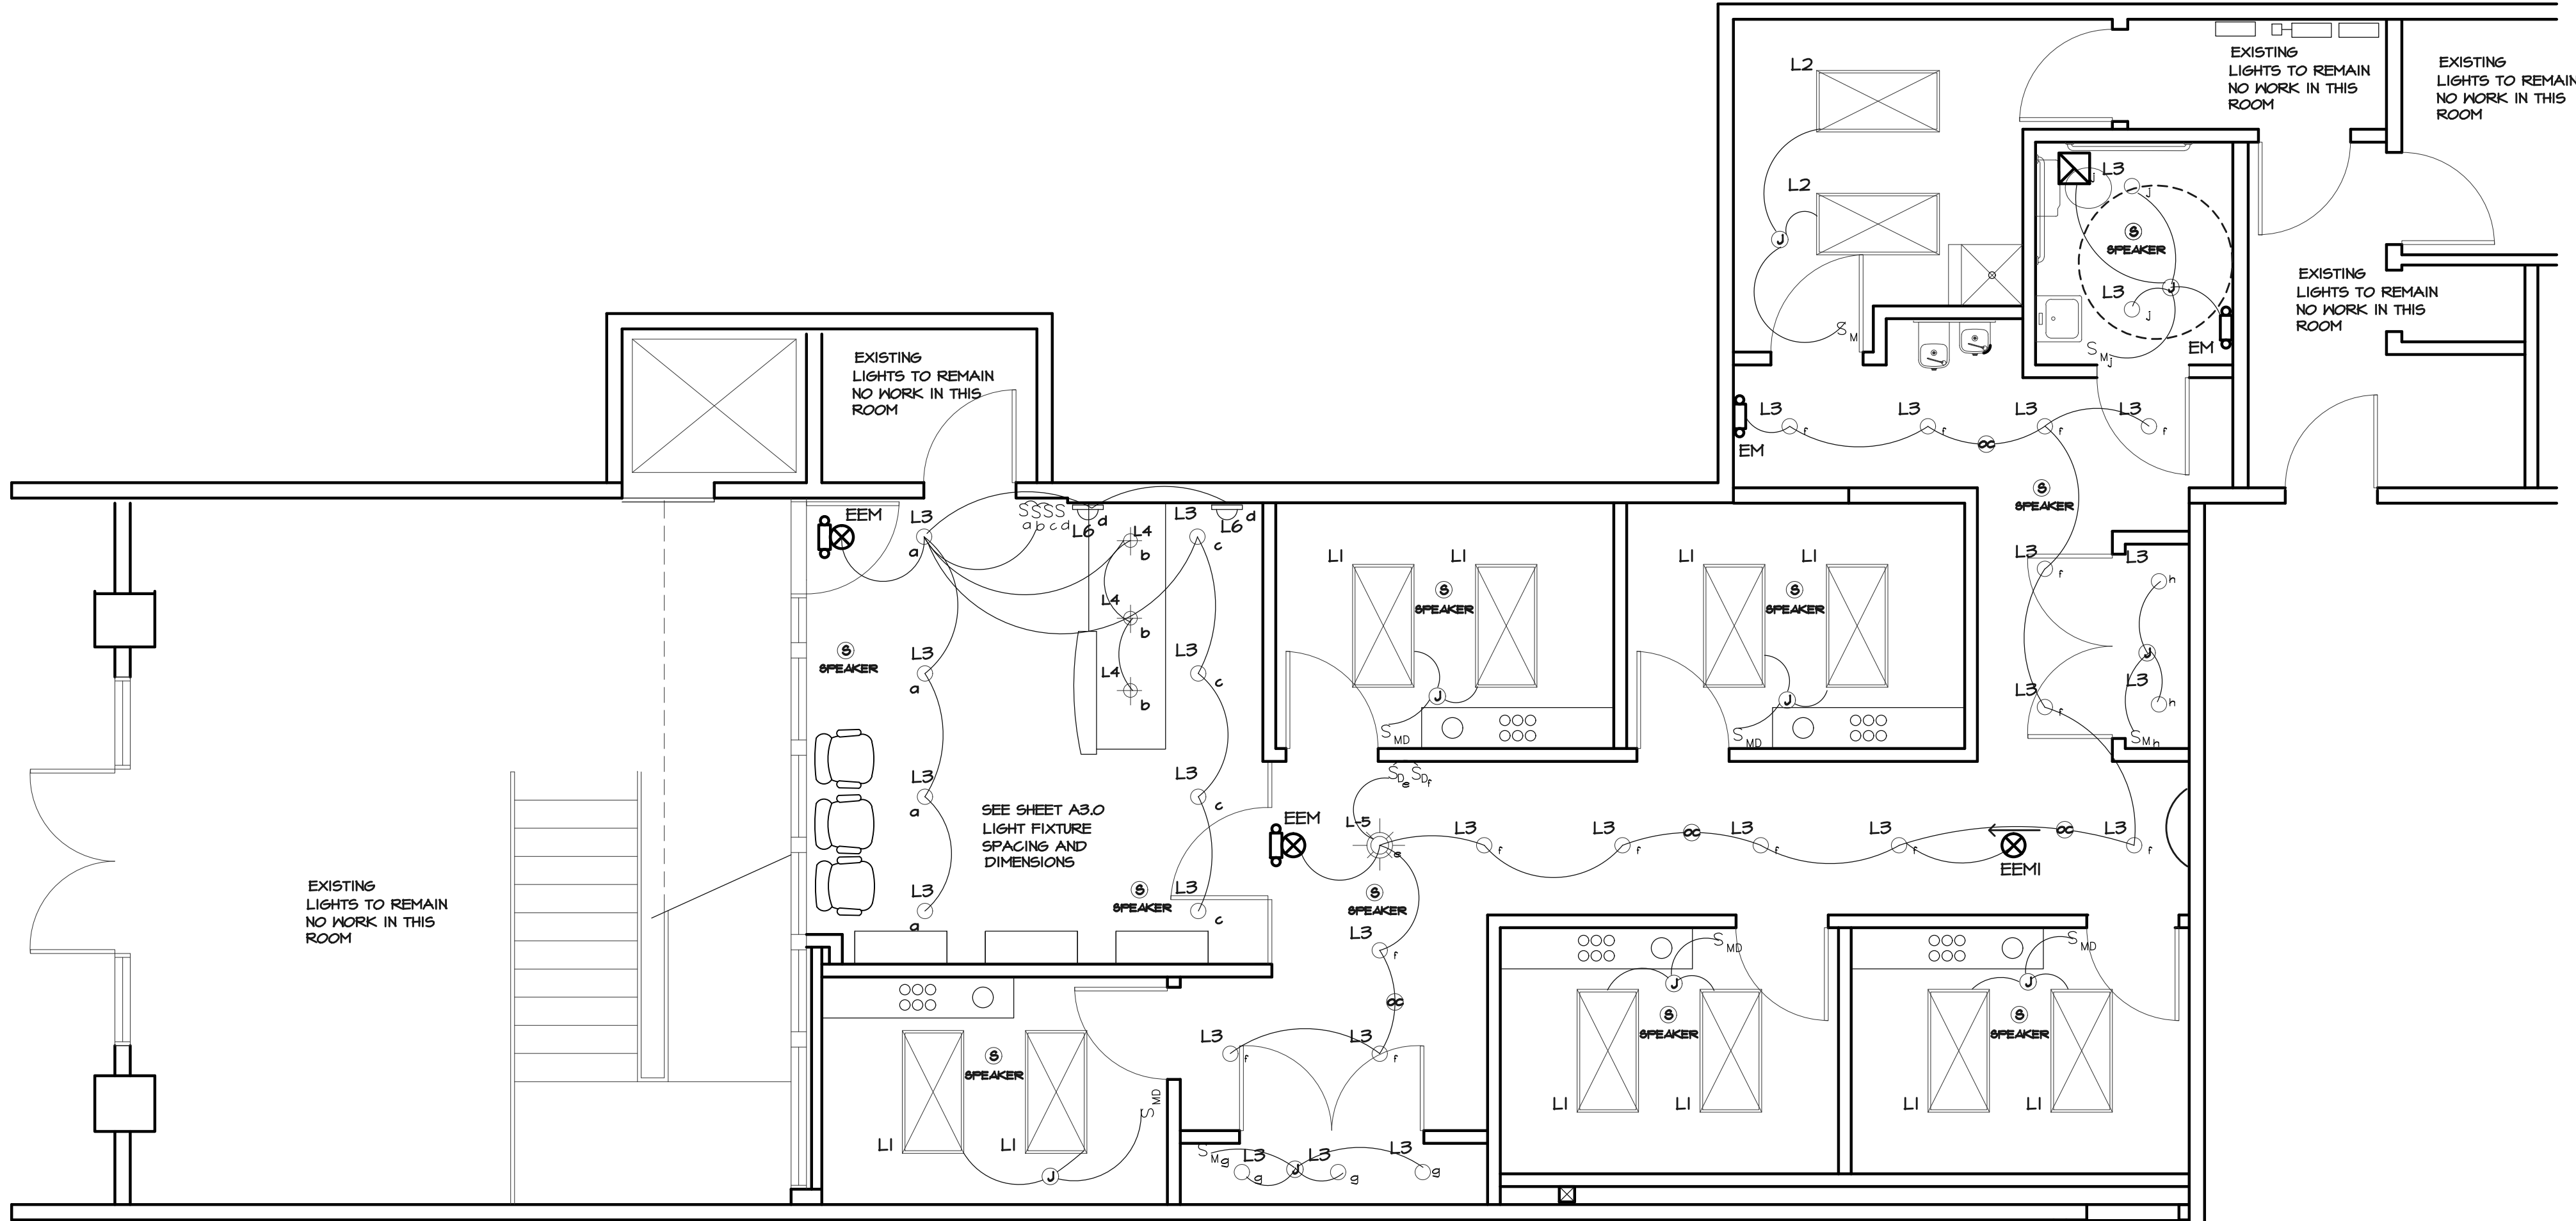 EXISTING
LIGHTS TO REMAIN
NO WORK IN THIS
ROOM
EXISTING
LIGHTS TO REMAIN
NO WORK IN THIS
ROOM
L2
L2
J
S M
L3
J
J
S
SPEAKER
L3
J
J
S M J
EM
EXISTING
LIGHTS TO REMAIN
NO WORK IN THIS
ROOM
EXISTING
LIGHTS TO REMAIN
NO WORK IN THIS
ROOM
L3
f
L3
f
L3
f
L3
f
EM
S
SPEAKER
EEM
L3
a
S S S S
a b c d
L6
d
L4
b
L3
c
L6
d
L4
b
L4
b
L3
a
L3
c
S
SPEAKER
L3
a
L3
c
L3
a
L3
c
S
SPEAKER
SEE SHEET A3.0
LIGHT FIXTURE
SPACING AND
DIMENSIONS
L1
L1
S
SPEAKER
J
S MD
L1
L1
S
SPEAKER
J
S MD
L3
f
L3
h
L3
f
L3
h
J
S M h
S D e S D f
EEM
L-5
e
L3
f
L3
f
L3
f
L3
f
EEM1
L3
f
S
SPEAKER
L3
f
L3
f
L3
f
EXISTING
LIGHTS TO REMAIN
NO WORK IN THIS
ROOM
S
SPEAKER
L1
L1
J
S MD
S M g
L3
g
J
L3
g
L3
g
S MD
J
S
SPEAKER
L1
L1
S MD
J
S
SPEAKER
L1
L1